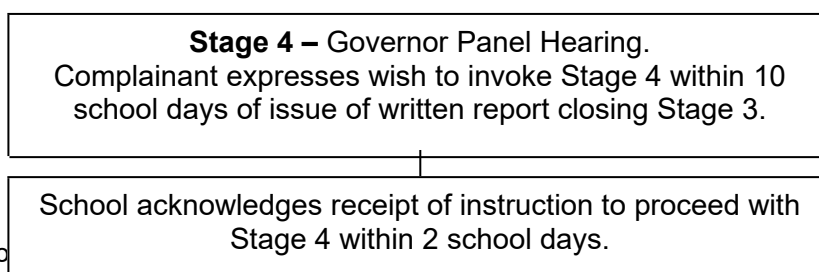 Stage 4 – Governor Panel Hearing.
Complainant expresses wish to invoke Stage 4 within 10
school days of issue of written report closing Stage 3.
School acknowledges receipt of instruction to proceed with
Stage 4 within 2 school days.